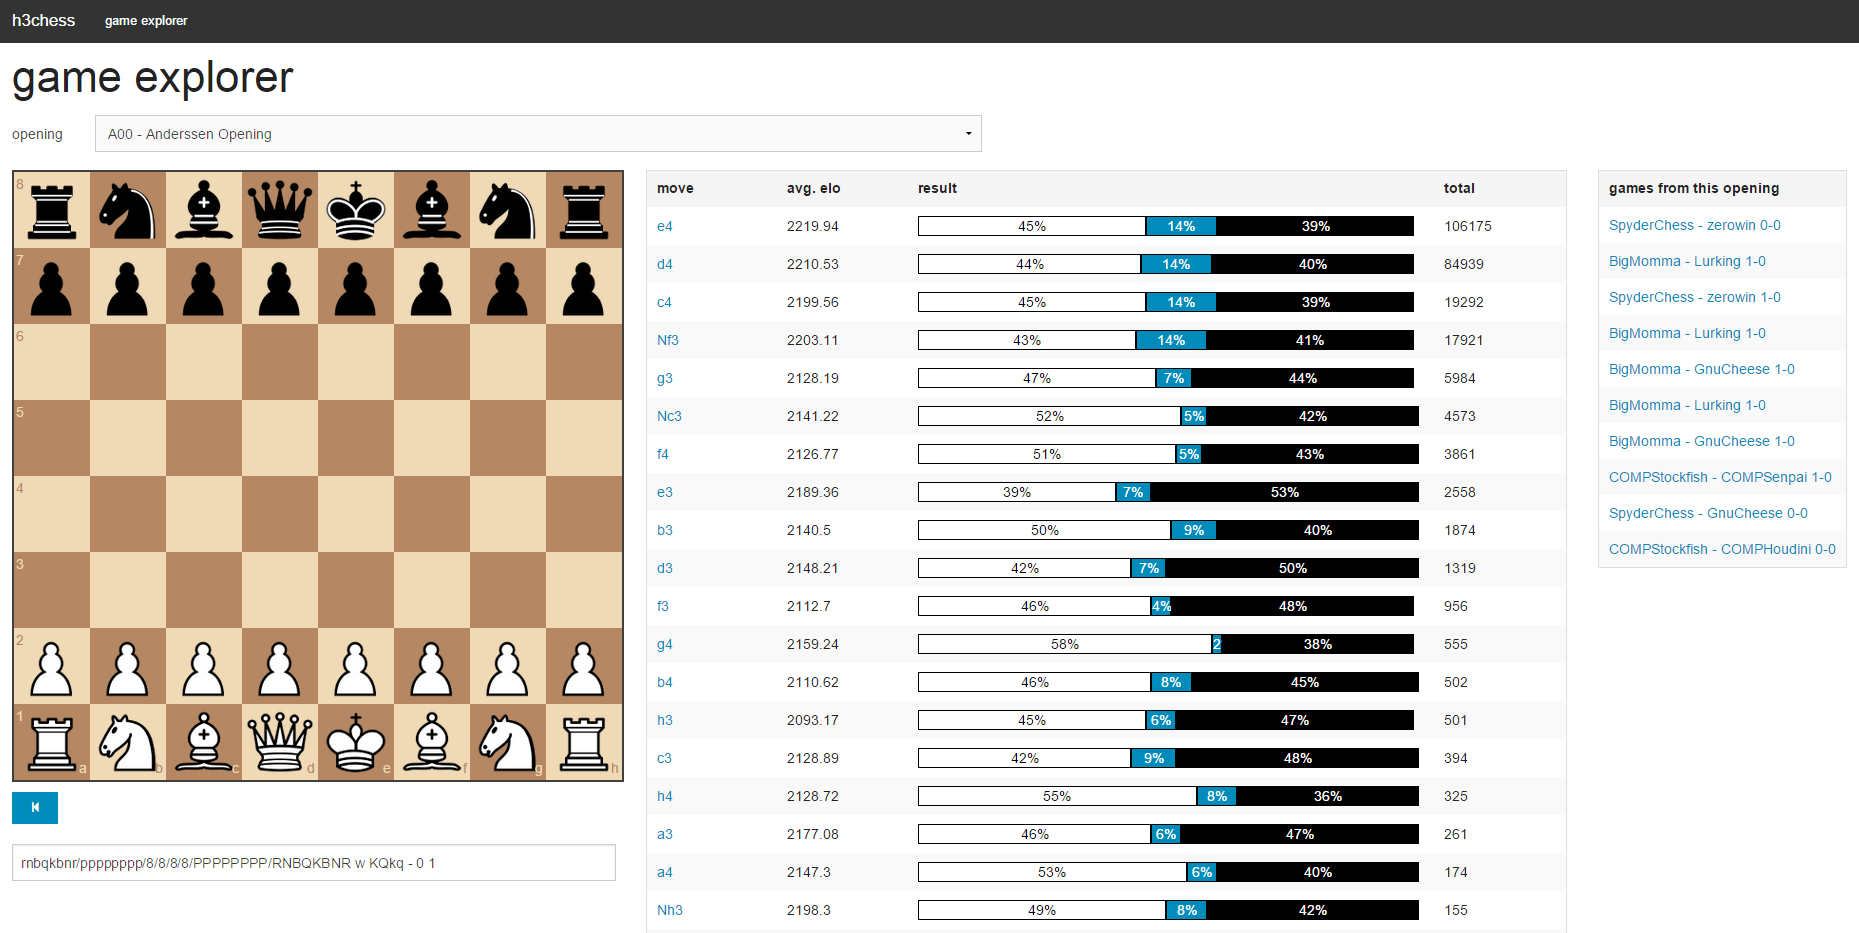 h3chess game explorer
game explorer
opening A00 - Anderssen Opening
8
7
6
5
4
3
2
1
a b c d e f g h
rnbqkbnr/pppppppp/8/8/8/8/PPPPPPPP/RNBQKBNR w KQkq - 0 1
move avg. elo result total
e4 2219.94 45% 14% 39% 106175
d4 2210.53 44% 14% 40% 84939
c4 2199.56 45% 14% 39% 19292
Nf3 2203.11 43% 14% 41% 17921
g3 2128.19 47% 7% 44% 5984
Nc3 2141.22 52% 5% 42% 4573
f4 2126.77 51% 5% 43% 3861
e3 2189.36 39% 7% 53% 2558
b3 2140.5 50% 9% 40% 1874
d3 2148.21 42% 7% 50% 1319
f3 2112.7 46% 4% 48% 956
g4 2159.24 58% 2 38% 555
b4 2110.62 46% 8% 45% 502
h3 2093.17 45% 6% 47% 501
c3 2128.89 42% 9% 48% 394
h4 2128.72 55% 8% 36% 325
a3 2177.08 46% 6% 47% 261
a4 2147.3 53% 6% 40% 174
Nh3 2198.3 49% 8% 42% 155
games from this opening
SpyderChess - zerowin 0-0
BigMomma - Lurking 1-0
SpyderChess - zerowin 1-0
BigMomma - Lurking 1-0
BigMomma - GnuCheese 1-0
BigMomma - Lurking 1-0
BigMomma - GnuCheese 1-0
COMPStockfish - COMPSenpai 1-0
SpyderChess - GnuCheese 0-0
COMPStockfish - COMPHoudini 0-0